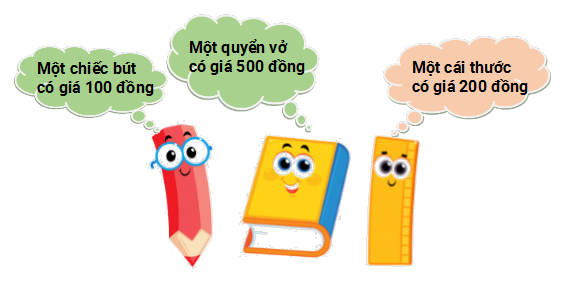 Một chiếc bút
có giá 100 đồng
Một quyển vở
có giá 500 đồng
Một cái thước
có giá 200 đồng